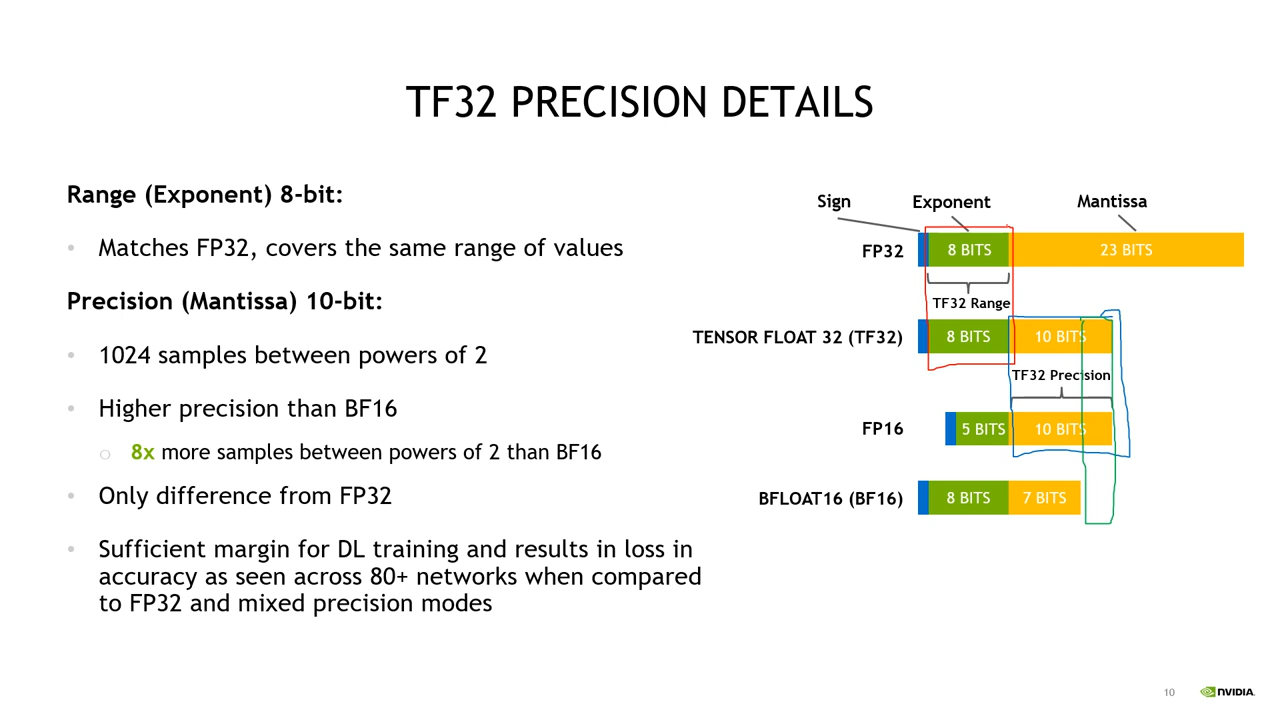 TF32 PRECISION DETAILS
Range (Exponent) 8-bit:
• Matches FP32, covers the same range of values
Precision (Mantissa) 10-bit:
• 1024 samples between powers of 2
• Higher precision than BF16
○ 8x more samples between powers of 2 than BF16
• Only difference from FP32
• Sufficient margin for DL training and results in loss in
accuracy as seen across 80+ networks when compared
to FP32 and mixed precision modes
Sign Exponent Mantissa
FP32 8 BITS 23 BITS
TF32 Range
TENSOR FLOAT 32 (TF32) 8 BITS 10 BITS
TF32 Precision
FP16 5 BITS 10 BITS
BFLOAT16 (BF16) 8 BITS 7 BITS
10 NVIDIA.